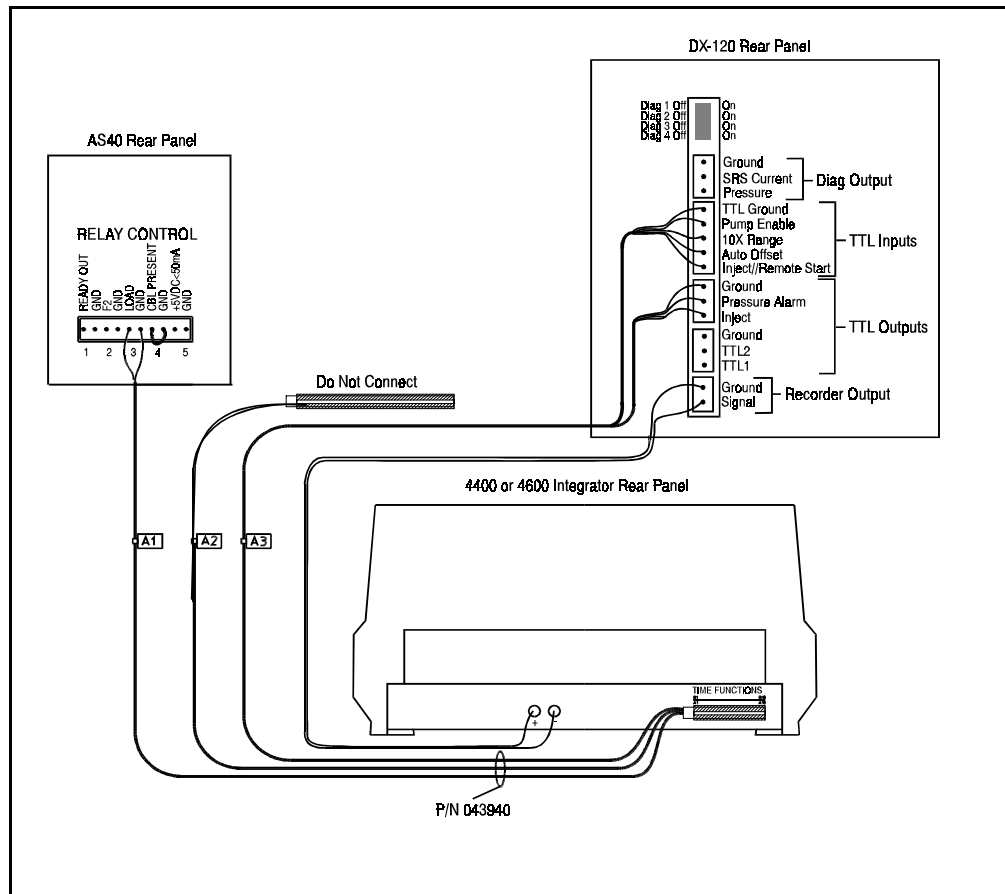 DX-120 Rear Panel
Diag 1 Off On
Diag 2 Off On
Diag 3 Off On
Diag 4 Off On
Ground
SRS Current
Pressure
Diag Output
TTL Ground
Pump Enable
10X Range
Auto Offset
Inject//Remote Start
TTL Inputs
Ground
Pressure Alarm
Inject
Ground
TTL2
TTL1
TTL Outputs
Ground
Signal
Recorder Output
AS40 Rear Panel
RELAY CONTROL
READY OUT
GND
F2
GND
LOAD
GND
CBL PRESENT
GND
+5VDC<50mA
GND
1 2 3 4 5
Do Not Connect
4400 or 4600 Integrator Rear Panel
A1 A2 A3
TIME FUNCTIONS
+ -
P/N 043940